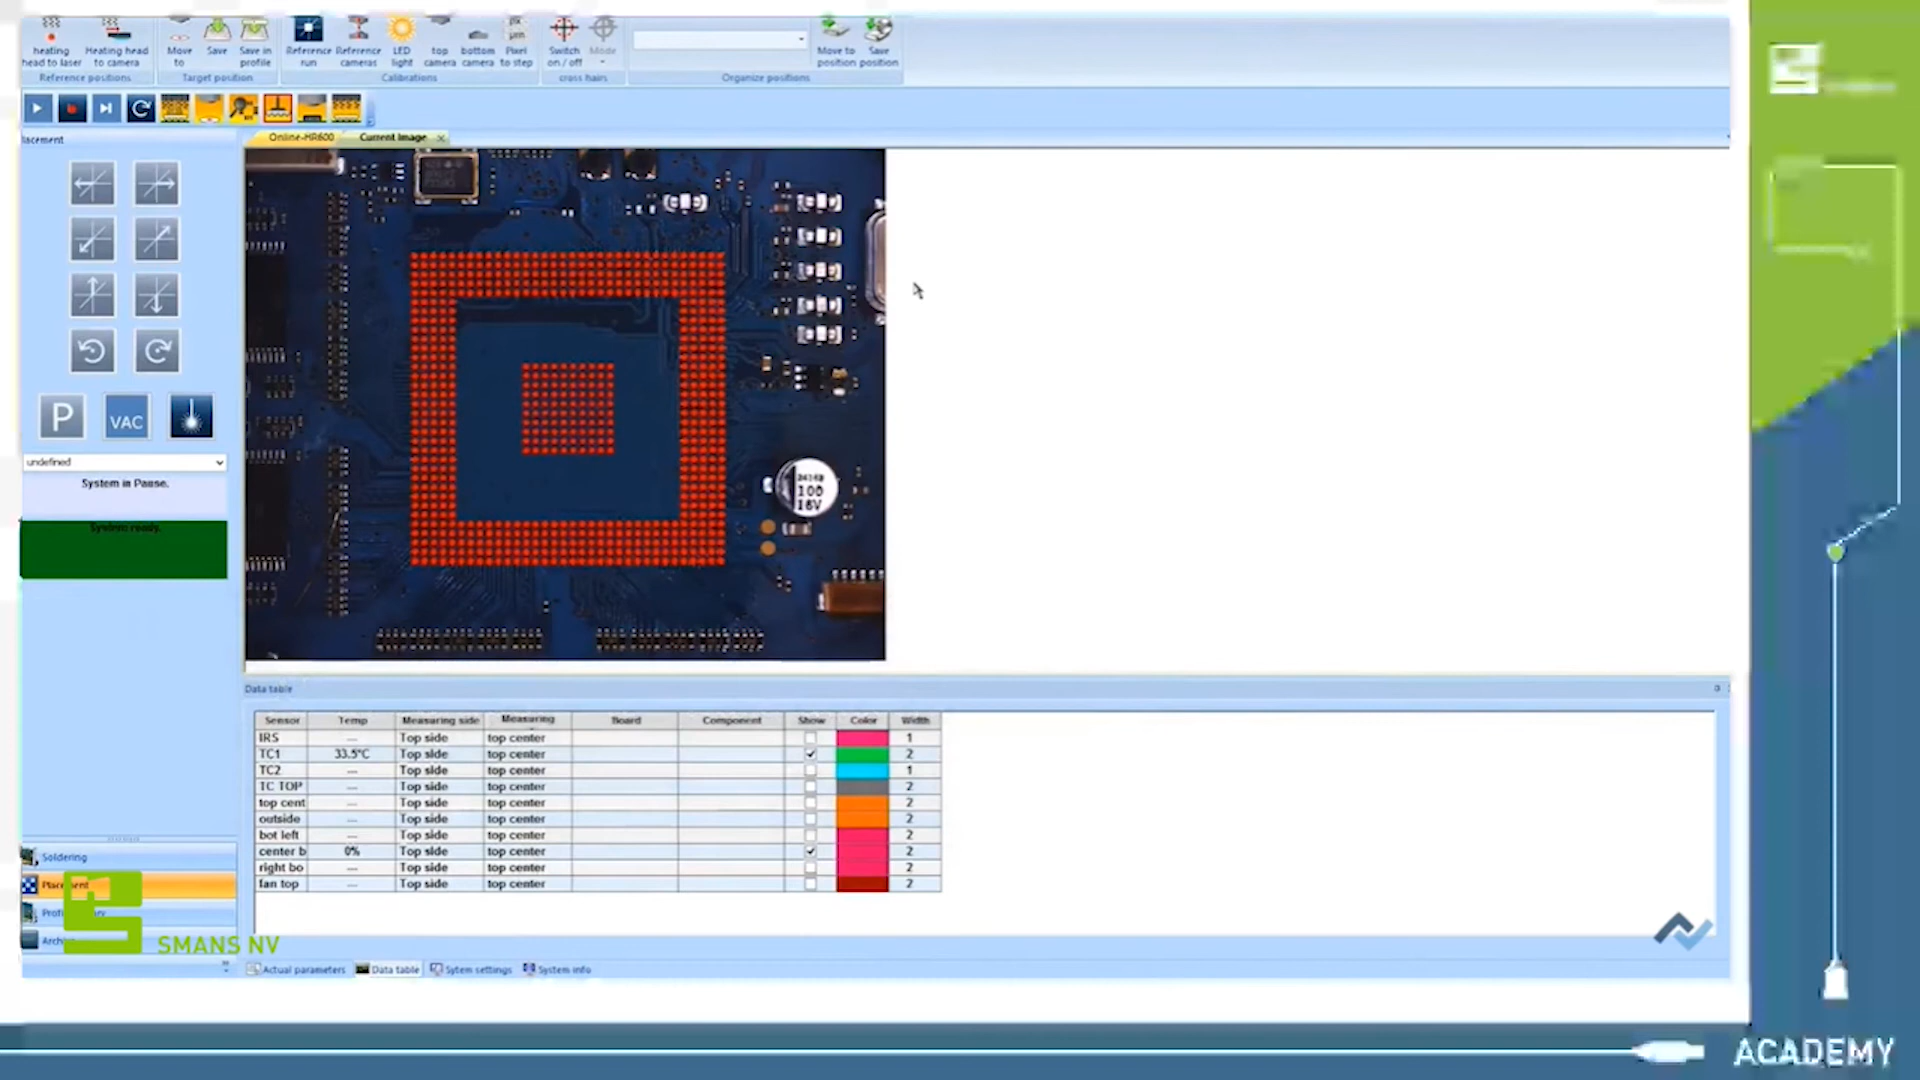 heating head to laser
Heating head to camera
Move to
Save
Save in profile
Reference run
Reference cameras
LED light
top camera
bottom camera
Pixel to step
Switch on / off
Mode
Move to position
Save position
Reference positions
Target position
Calibrations
cross hairs
Organize positions
lacement
Online-HR600
Current Image
P
VAC
undefined
System in Pause.
System ready.
100
16V
Data table
Sensor Temp Measuring side Measuring Board Component Show Color Width
IRS --- Top side top center 1
TC1 33.5°C Top side top center 2
TC2 --- Top side top center 1
TC TOP --- Top side top center 2
top cent --- Top side top center 2
outside --- Top side top center 2
bot left --- Top side top center 2
center b 0% Top side top center 2
right bo --- Top side top center 2
fan top --- Top side top center 2
Soldering
SMANS NV
Actual parameters
Data table
Sytem settings
System info
ACADEMY